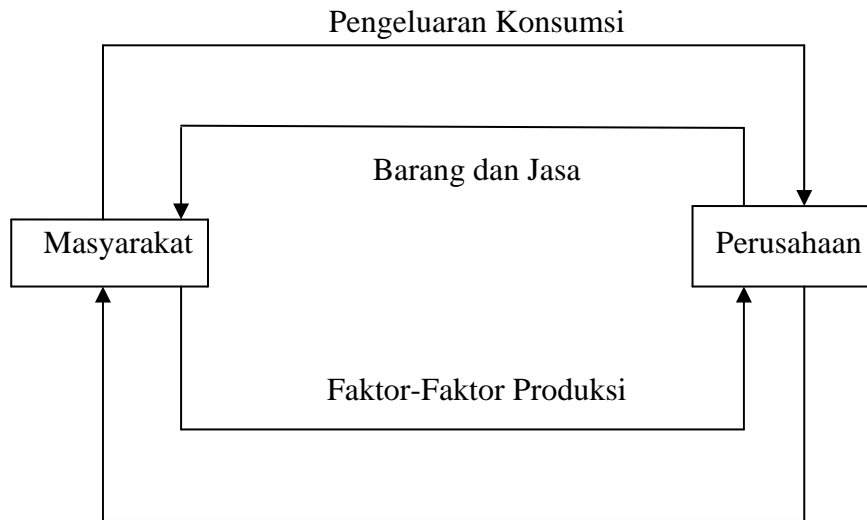 Pengeluaran Konsumsi
Barang dan Jasa
Masyarakat
Perusahaan
Faktor-Faktor Produksi